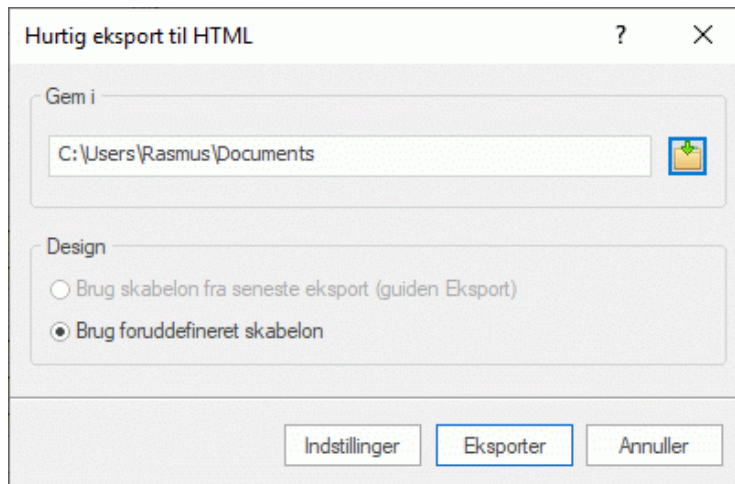 Hurtig eksport til HTML
?
Gem i
C:\Users\Rasmus\Documents
Design
Brug skabelon fra seneste eksport (guiden Eksport)
Brug foruddefineret skabelon
Indstillinger
Eksporter
Annuller